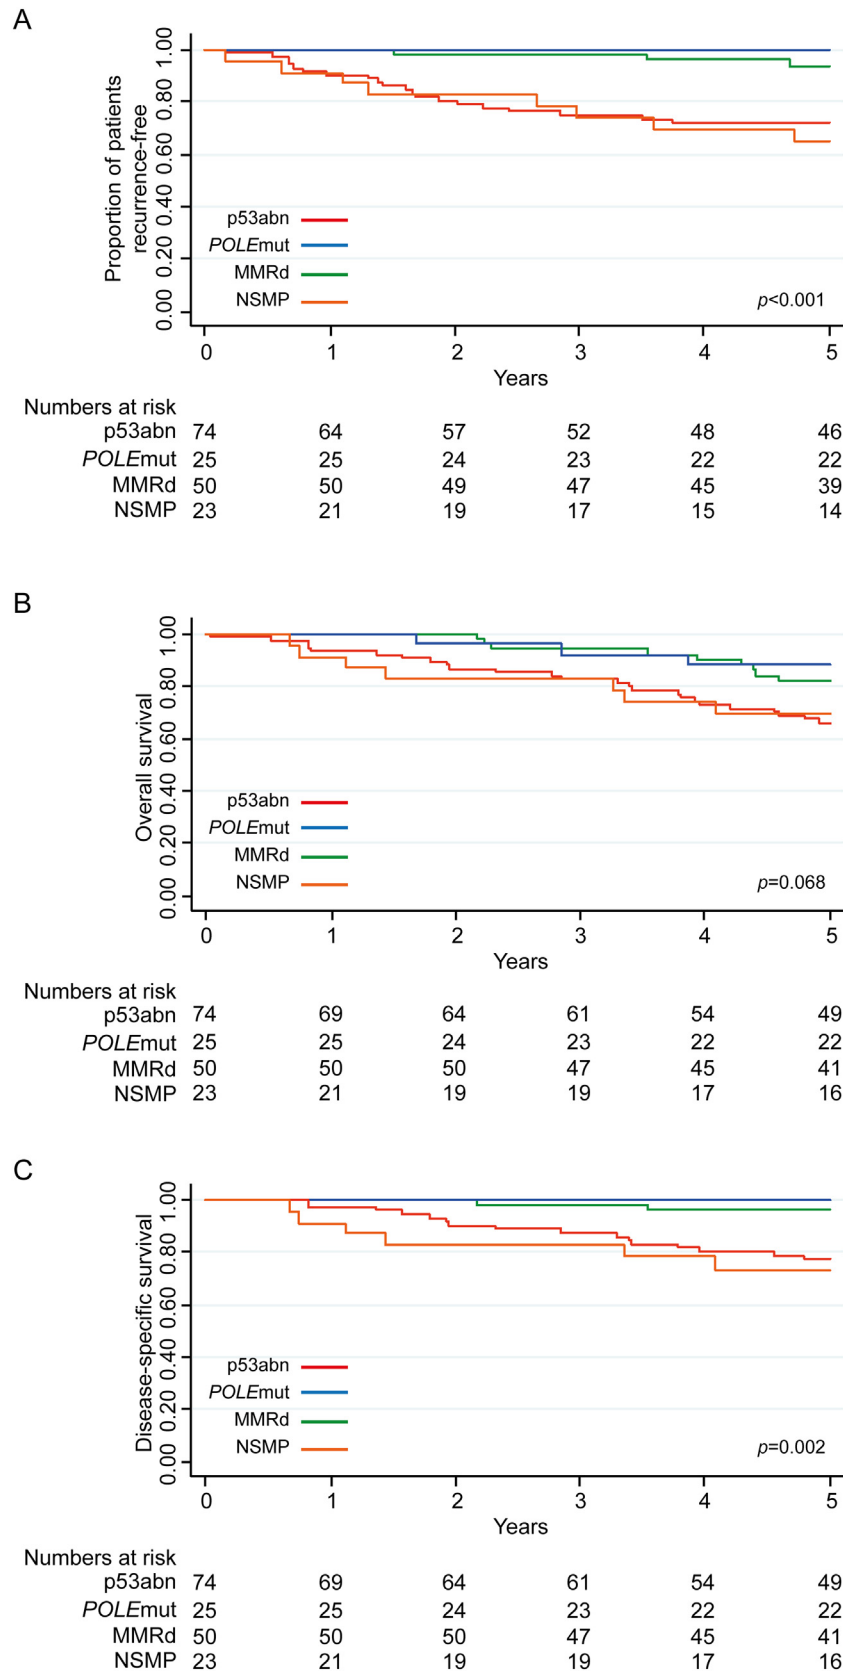 A
Proportion of patients
recurrence-free
1.00
0.80
0.60
0.40
0.20
0.00
p53abn
POLEmut
MMRd
NSMP
p<0.001
0 1 2 3 4 5
Years
Numbers at risk
p53abn 74 64 57 52 48 46
POLEmut 25 25 24 23 22 22
MMRd 50 50 49 47 45 39
NSMP 23 21 19 17 15 14
B
Overall survival
1.00
0.80
0.60
0.40
0.20
0.00
p53abn
POLEmut
MMRd
NSMP
p=0.068
0 1 2 3 4 5
Years
Numbers at risk
p53abn 74 69 64 61 54 49
POLEmut 25 25 24 23 22 22
MMRd 50 50 50 47 45 41
NSMP 23 21 19 19 17 16
C
Disease-specific survival
1.00
0.80
0.60
0.40
0.20
0.00
p53abn
POLEmut
MMRd
NSMP
p=0.002
0 1 2 3 4 5
Years
Numbers at risk
p53abn 74 69 64 61 54 49
POLEmut 25 25 24 23 22 22
MMRd 50 50 50 47 45 41
NSMP 23 21 19 19 17 16